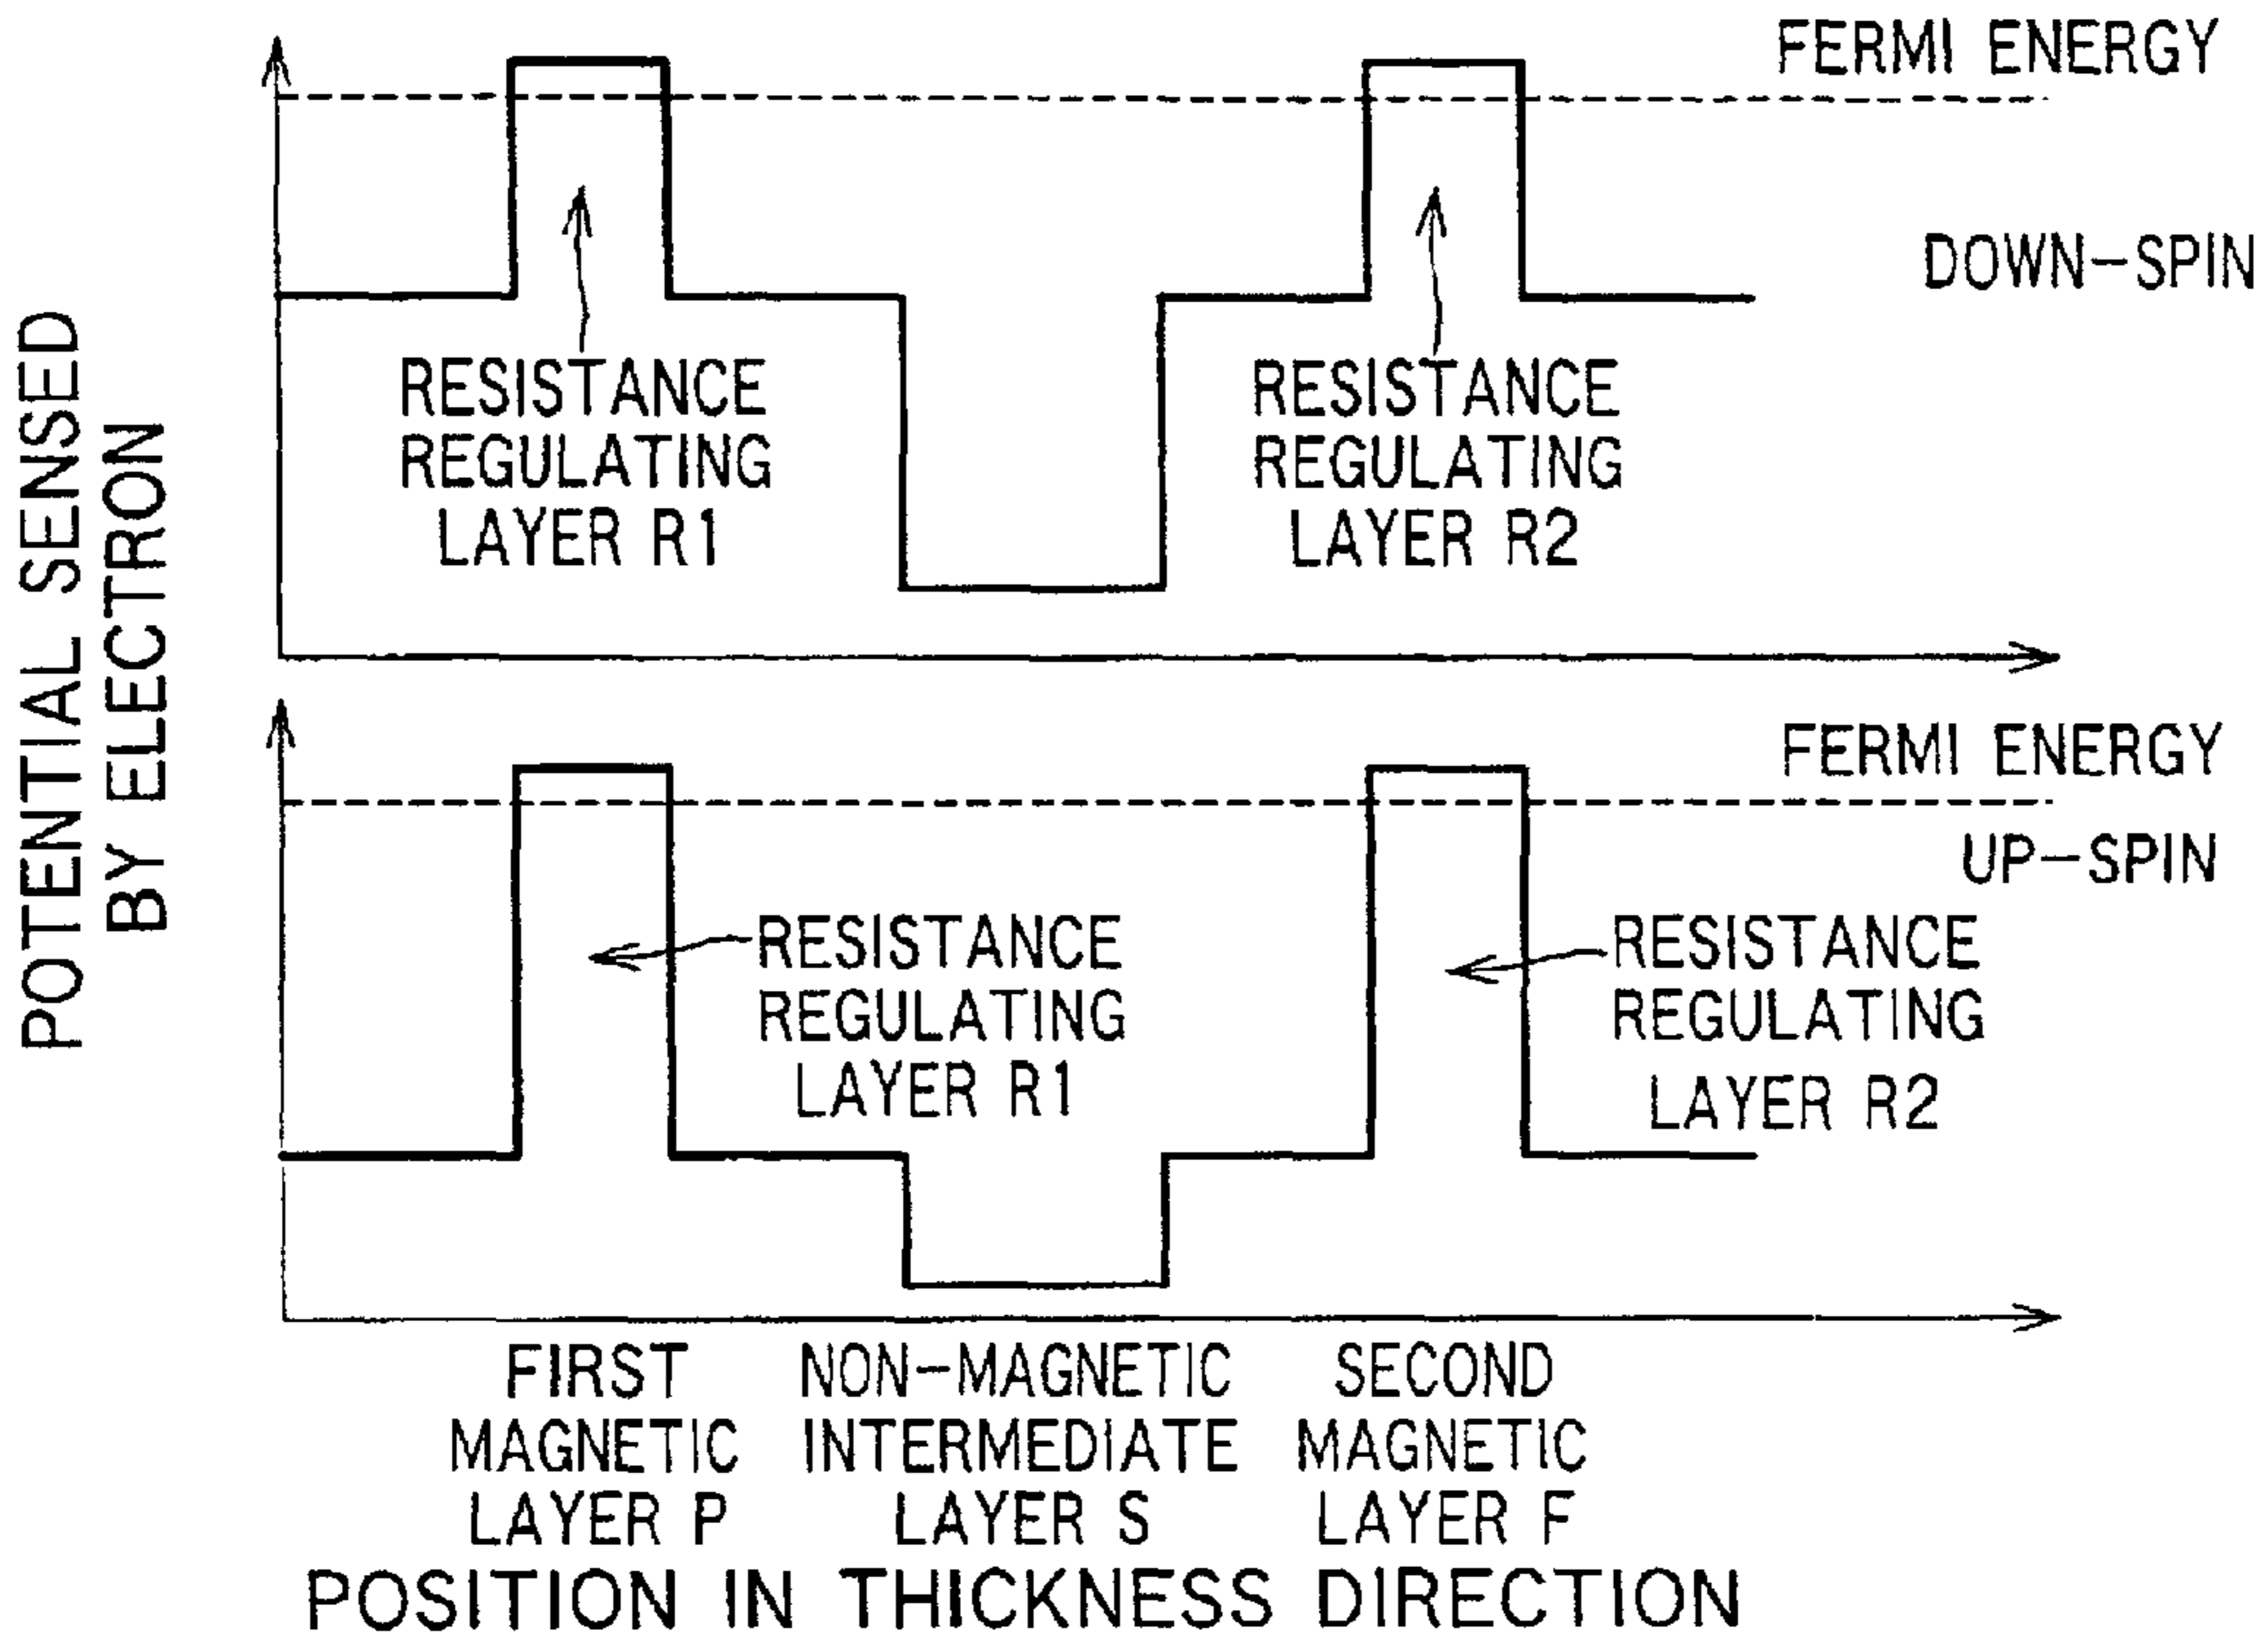 POTENTIAL SENSED
BY ELECTRON
FERMI ENERGY
DOWN-SPIN
RESISTANCE
REGULATING
LAYER R1
RESISTANCE
REGULATING
LAYER R2
FERMI ENERGY
UP-SPIN
RESISTANCE
REGULATING
LAYER R1
RESISTANCE
REGULATING
LAYER R2
FIRST
MAGNETIC
LAYER P
NON-MAGNETIC
INTERMEDIATE
LAYER S
SECOND
MAGNETIC
LAYER F
POSITION IN THICKNESS DIRECTION